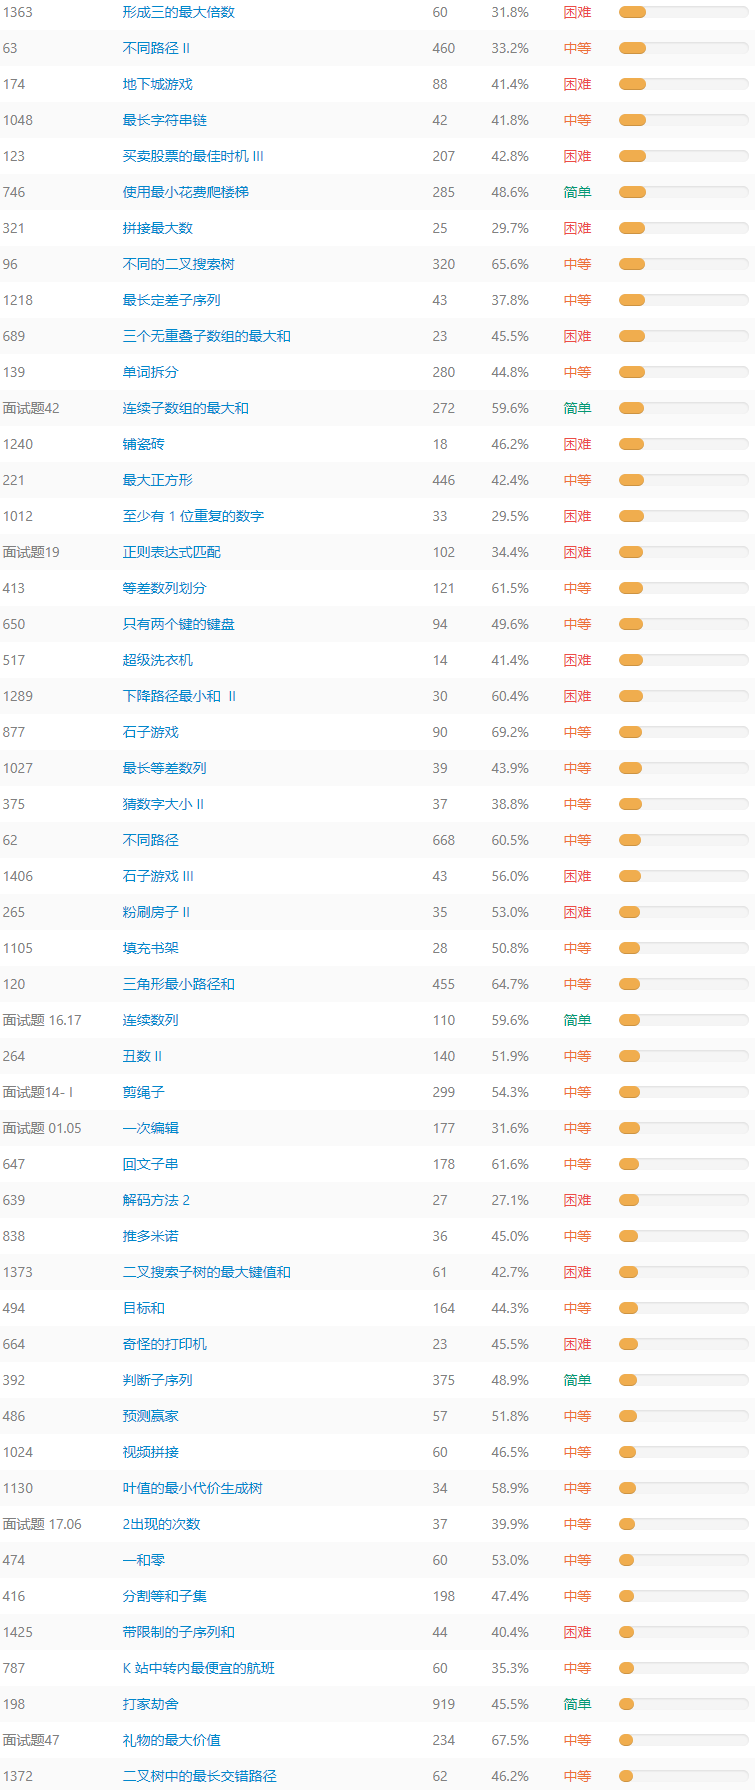 1363 形成三的最大倍数 60 31.8% 困难
63 不同路径 II 460 33.2% 中等
174 地下城游戏 88 41.4% 困难
1048 最长字符串链 42 41.8% 中等
123 买卖股票的最佳时机 III 207 42.8% 困难
746 使用最小花费爬楼梯 285 48.6% 简单
321 拼接最大数 25 29.7% 困难
96 不同的二叉搜索树 320 65.6% 中等
1218 最长定差子序列 43 37.8% 中等
689 三个无重叠子数组的最大和 23 45.5% 困难
139 单词拆分 280 44.8% 中等
面试题42 连续子数组的最大和 272 59.6% 简单
1240 铺瓷砖 18 46.2% 困难
221 最大正方形 446 42.4% 中等
1012 至少有 1 位重复的数字 33 29.5% 困难
面试题19 正则表达式匹配 102 34.4% 困难
413 等差数列划分 121 61.5% 中等
650 只有两个键的键盘 94 49.6% 中等
517 超级洗衣机 14 41.4% 困难
1289 下降路径最小和 II 30 60.4% 困难
877 石子游戏 90 69.2% 中等
1027 最长等差数列 39 43.9% 中等
375 猜数字大小 II 37 38.8% 中等
62 不同路径 668 60.5% 中等
1406 石子游戏 III 43 56.0% 困难
265 粉刷房子 II 35 53.0% 困难
1105 填充书架 28 50.8% 中等
120 三角形最小路径和 455 64.7% 中等
面试题 16.17 连续数列 110 59.6% 简单
264 丑数 II 140 51.9% 中等
面试题14- I 剪绳子 299 54.3% 中等
面试题 01.05 一次编辑 177 31.6% 中等
647 回文子串 178 61.6% 中等
639 解码方法 2 27 27.1% 困难
838 推多米诺 36 45.0% 中等
1373 二叉搜索子树的最大键值和 61 42.7% 困难
494 目标和 164 44.3% 中等
664 奇怪的打印机 23 45.5% 困难
392 判断子序列 375 48.9% 简单
486 预测赢家 57 51.8% 中等
1024 视频拼接 60 46.5% 中等
1130 叶值的最小代价生成树 34 58.9% 中等
面试题 17.06 2出现的次数 37 39.9% 中等
474 一和零 60 53.0% 中等
416 分割等和子集 198 47.4% 中等
1425 带限制的子序列和 44 40.4% 困难
787 K 站中转内最便宜的航班 60 35.3% 中等
198 打家劫舍 919 45.5% 简单
面试题47 礼物的最大价值 234 67.5% 中等
1372 二叉树中的最长交错路径 62 46.2% 中等